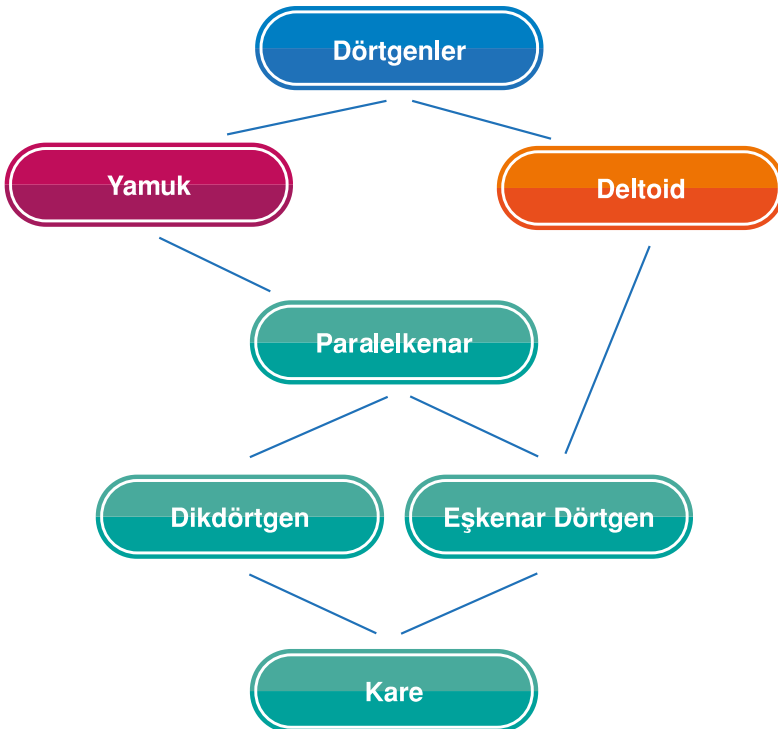 Dörtgenler
Yamuk
Deltoid
Paralelkenar
Dikdörtgen
Eşkenar Dörtgen
Kare